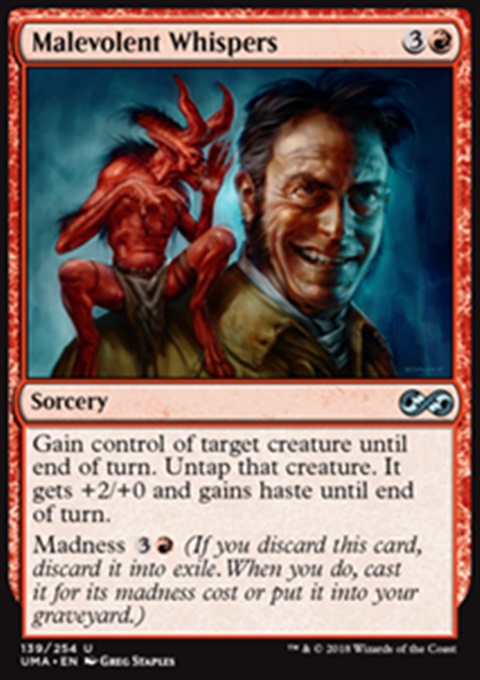 Malevolent Whispers 3
Sorcery
Gain control of target creature until
end of turn. Untap that creature. It
gets +2/+0 and gains haste until end
of turn.
Madness 3 (If you discard this card,
discard it into exile. When you do, cast
it for its madness cost or put it into your
graveyard.)
139/254 U
UMA • EN Greg Staples
™ & © 2018 Wizards of the Coast